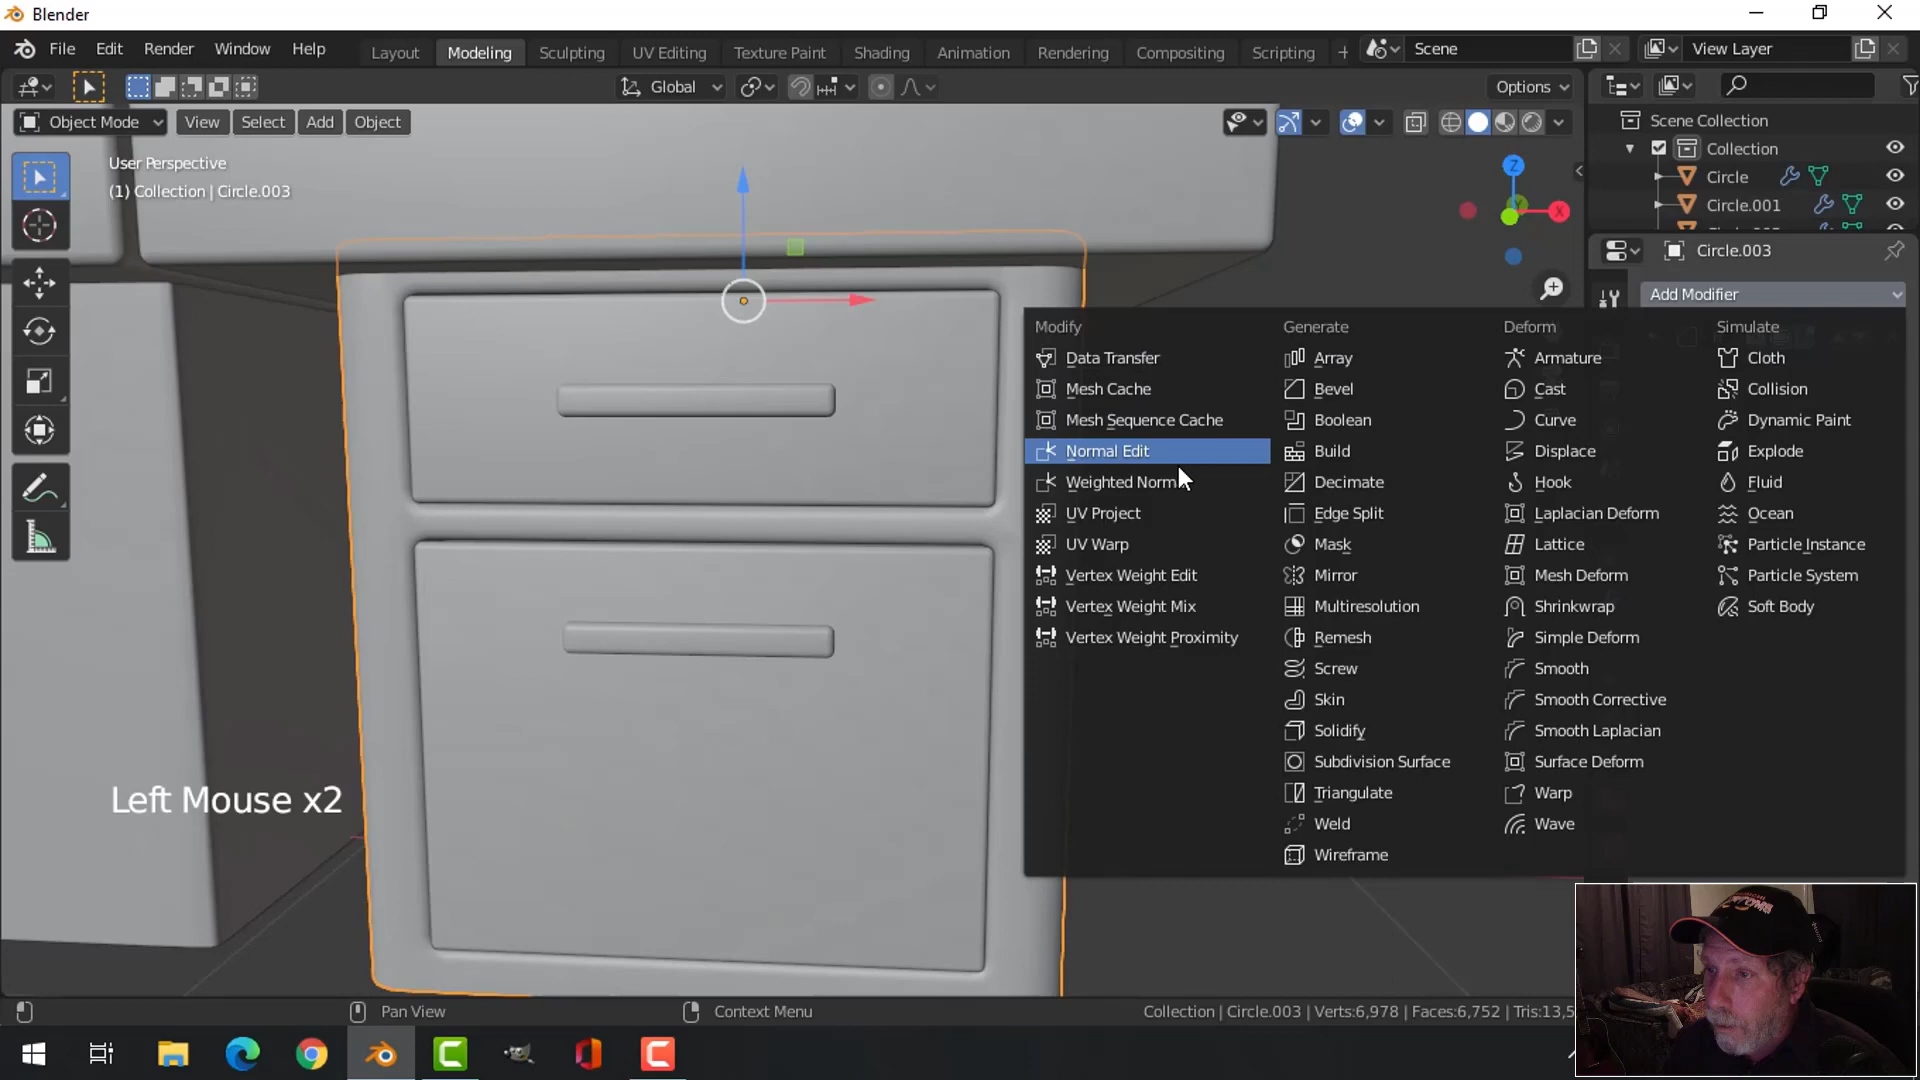 Blender
File Edit Render Window Help
Layout Modeling Sculpting UV Editing Texture Paint Shading Animation Rendering Compositing Scripting +
Scene
View Layer
Global
Options
Object Mode View Select Add Object
User Perspective
(1) Collection | Circle.003
Z
X
Scene Collection
Collection
Circle
Circle.001
Circle.003
Add Modifier
Modify
Data Transfer
Mesh Cache
Mesh Sequence Cache
Normal Edit
Weighted Norm
UV Project
UV Warp
Vertex Weight Edit
Vertex Weight Mix
Vertex Weight Proximity
Generate
Array
Bevel
Boolean
Build
Decimate
Edge Split
Mask
Mirror
Multiresolution
Remesh
Screw
Skin
Solidify
Subdivision Surface
Triangulate
Weld
Wireframe
Deform
Armature
Cast
Curve
Displace
Hook
Laplacian Deform
Lattice
Mesh Deform
Shrinkwrap
Simple Deform
Smooth
Smooth Corrective
Smooth Laplacian
Surface Deform
Warp
Wave
Simulate
Cloth
Collision
Dynamic Paint
Explode
Fluid
Ocean
Particle Instance
Particle System
Soft Body
Left Mouse x2
Pan View
Context Menu
Collection | Circle.003 | Verts:6,978 | Faces:6,752 | Tris:13,5